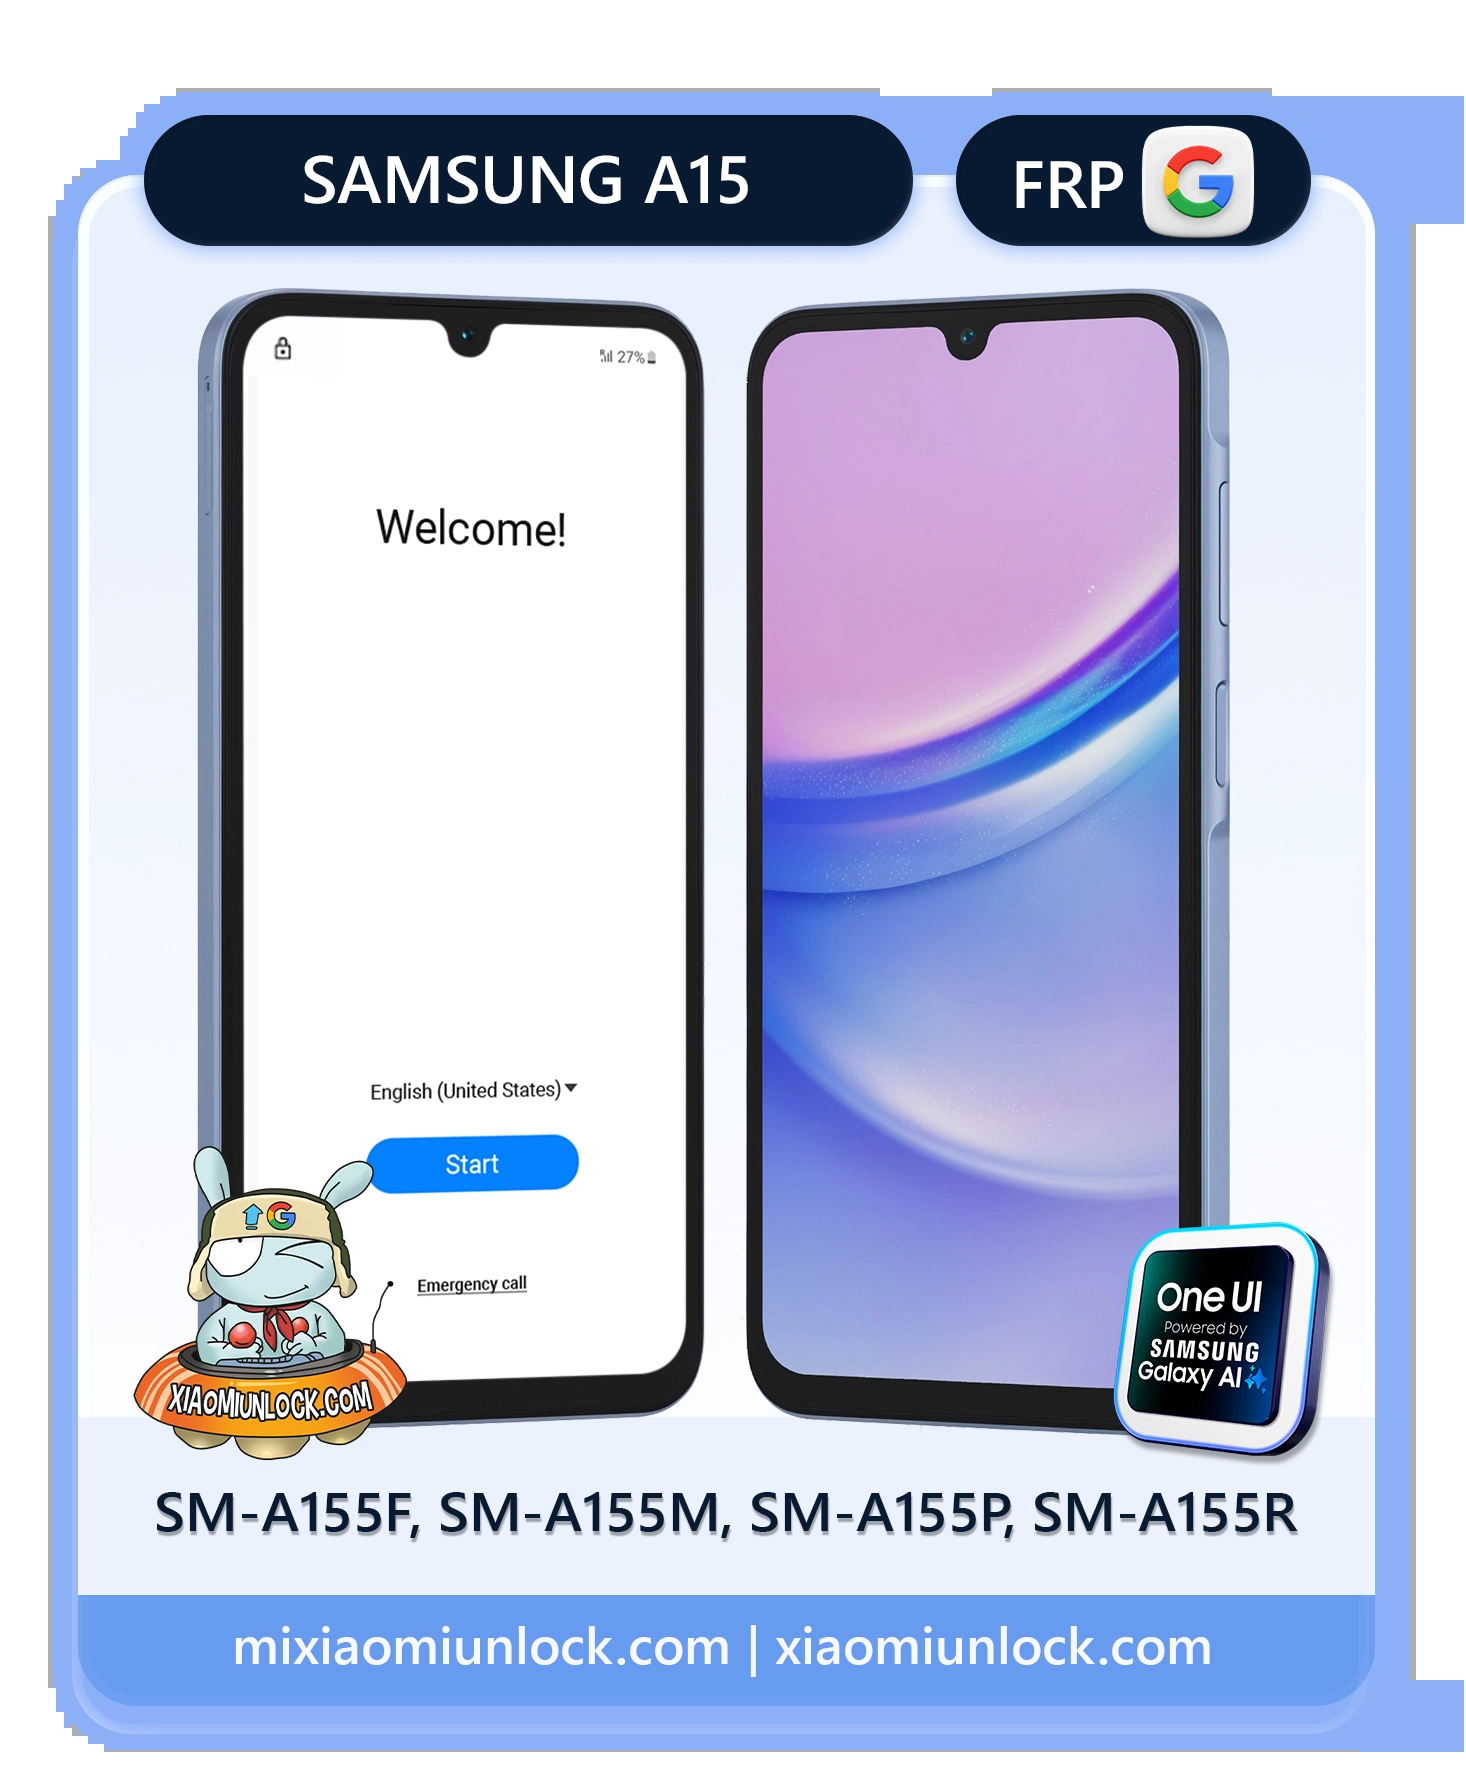 SAMSUNG A15
FRP G
27%
Welcome!
English (United States)
Start
Emergency call
G
XIAOMIUNLOCK.COM
One UI
Powered by
SAMSUNG
Galaxy AI
SM-A155F, SM-A155M, SM-A155P, SM-A155R
mixiaomiunlock.com | xiaomiunlock.com